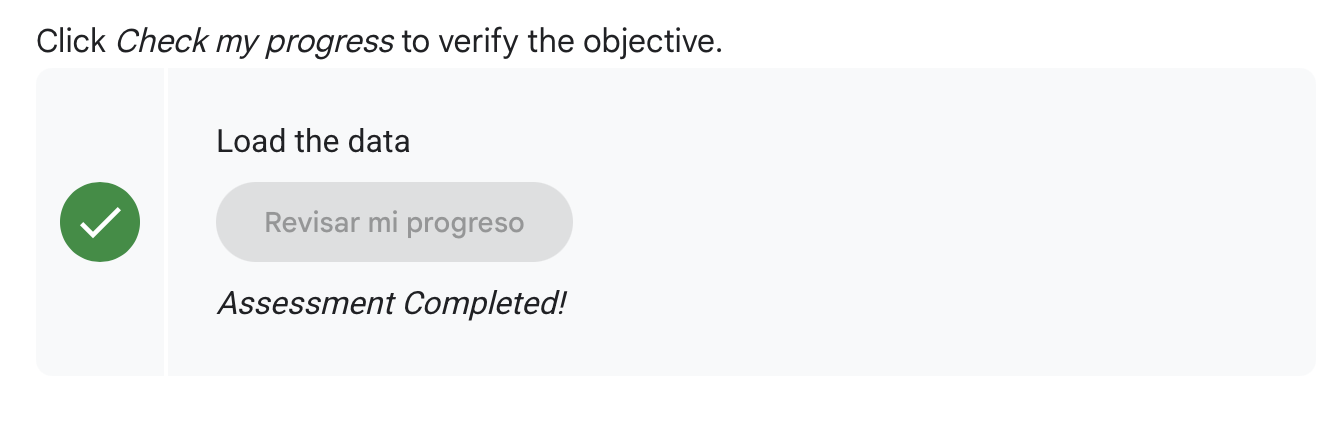 Click Check my progress to verify the objective.
Load the data
Revisar mi progreso
Assessment Completed!